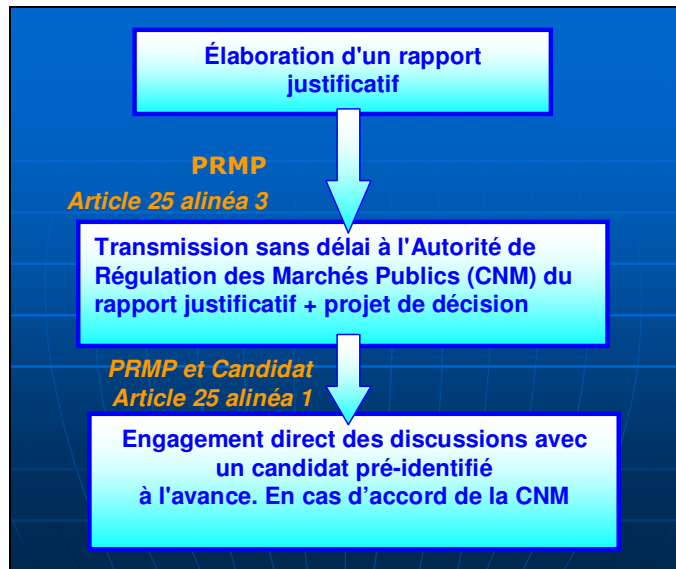 Élaboration d'un rapport
justificatif
PRMP
Article 25 alinéa 3
Transmission sans délai à l'Autorité de
Régulation des Marchés Publics (CNM) du
rapport justificatif + projet de décision
PRMP et Candidat
Article 25 alinéa 1
Engagement direct des discussions avec
un candidat pré-identifié
à l'avance. En cas d’accord de la CNM